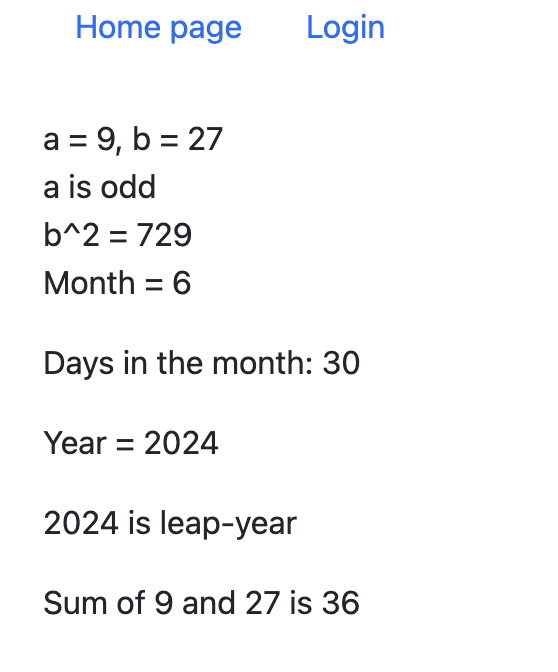 Home page Login
a = 9, b = 27
a is odd
b^2 = 729
Month = 6
Days in the month: 30
Year = 2024
2024 is leap-year
Sum of 9 and 27 is 36